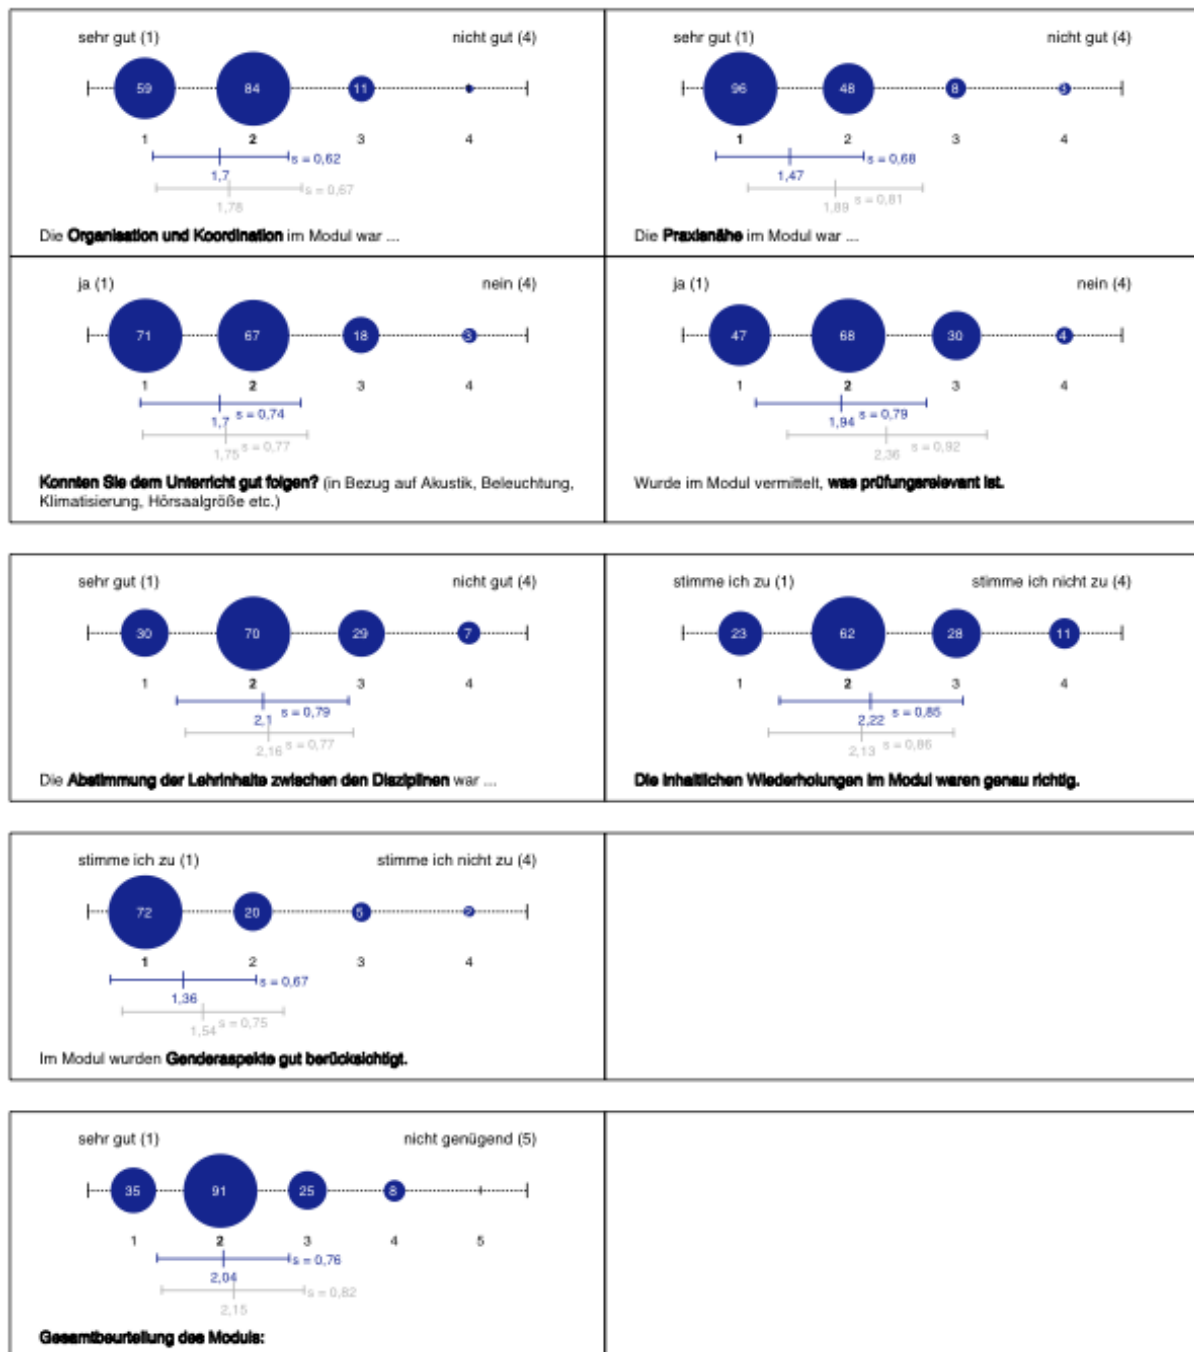 sehr gut (1) nicht gut (4)
59 84 11
1 2 3 4
s = 0,62
1,7
s = 0,67
1,78
Die Organisation und Koordination im Modul war ...
sehr gut (1) nicht gut (4)
96 48 8 3
1 2 3 4
s = 0,68
1,47
s = 0,81
1,89
Die Praxisnähe im Modul war ...
ja (1) nein (4)
71 67 18 3
1 2 3 4
s = 0,74
1,7
s = 0,77
1,75
Konnten Sie dem Unterricht gut folgen? (in Bezug auf Akustik, Beleuchtung,
Klimatisierung, Hörsaalgröße etc.)
ja (1) nein (4)
47 68 30 4
1 2 3 4
s = 0,79
1,94
s = 0,92
2,36
Wurde im Modul vermittelt, was prüfungsrelevant ist.
sehr gut (1) nicht gut (4)
30 70 29 7
1 2 3 4
s = 0,79
2,1
s = 0,77
2,16
Die Abstimmung der Lehrinhalte zwischen den Disziplinen war ...
stimme ich zu (1) stimme ich nicht zu (4)
23 62 28 11
1 2 3 4
s = 0,85
2,22
s = 0,86
2,13
Die inhaltlichen Wiederholungen im Modul waren genau richtig.
stimme ich zu (1) stimme ich nicht zu (4)
72 20 5 2
1 2 3 4
s = 0,67
1,36
s = 0,75
1,54
Im Modul wurden Genderaspekte gut berücksichtigt.
sehr gut (1) nicht genügend (5)
35 91 25 8
1 2 3 4 5
s = 0,76
2,04
s = 0,82
2,15
Gesamtbeurteilung des Moduls: